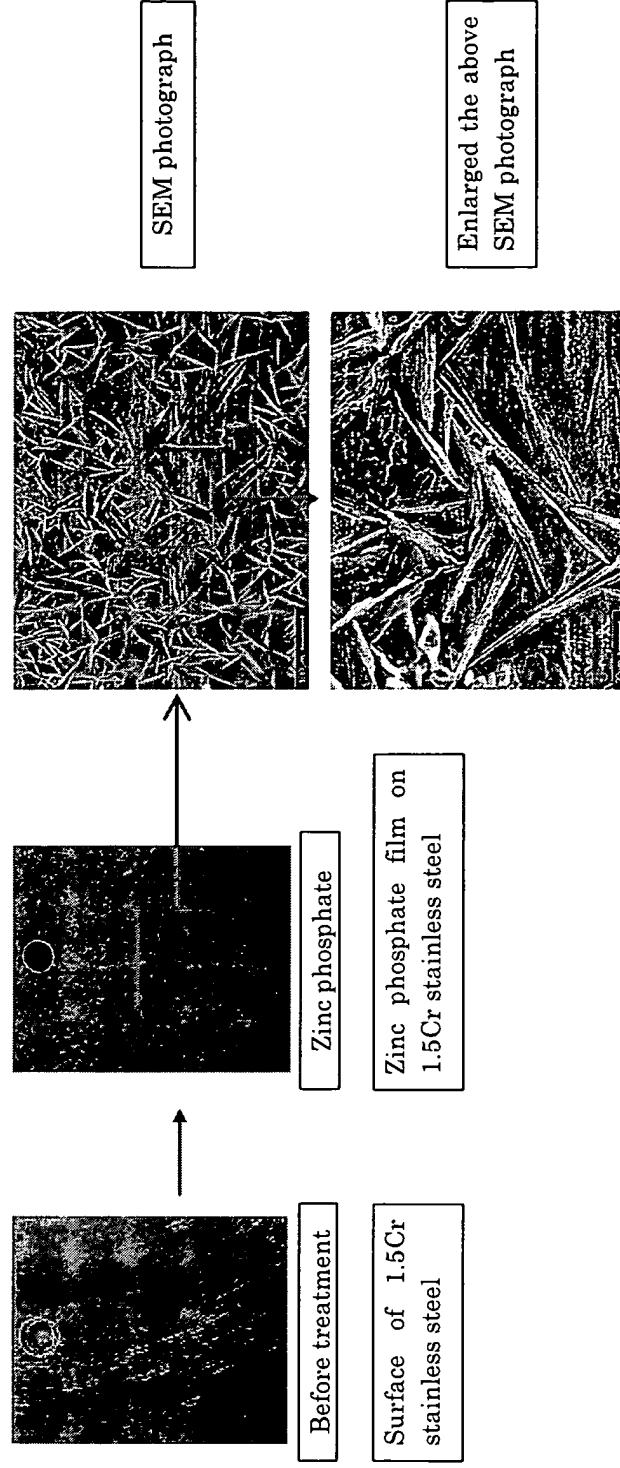 Before treatment
Surface of 1.5Cr
stainless steel
Zinc phosphate
Zinc phosphate film on
1.5Cr stainless steel
SEM photograph
Enlarged the above
SEM photograph